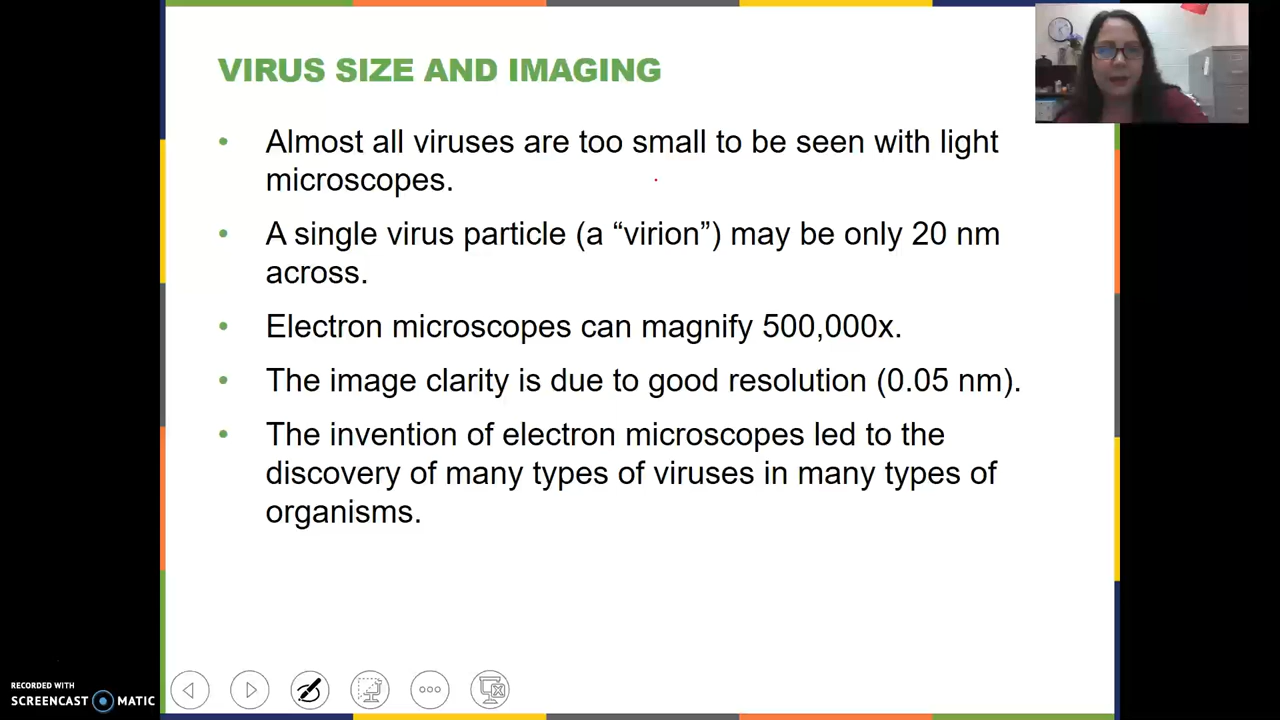 VIRUS SIZE AND IMAGING
• Almost all viruses are too small to be seen with light
microscopes.
• A single virus particle (a “virion”) may be only 20 nm
across.
• Electron microscopes can magnify 500,000x.
• The image clarity is due to good resolution (0.05 nm).
• The invention of electron microscopes led to the
discovery of many types of viruses in many types of
organisms.
RECORDED WITH
SCREENCAST MATIC